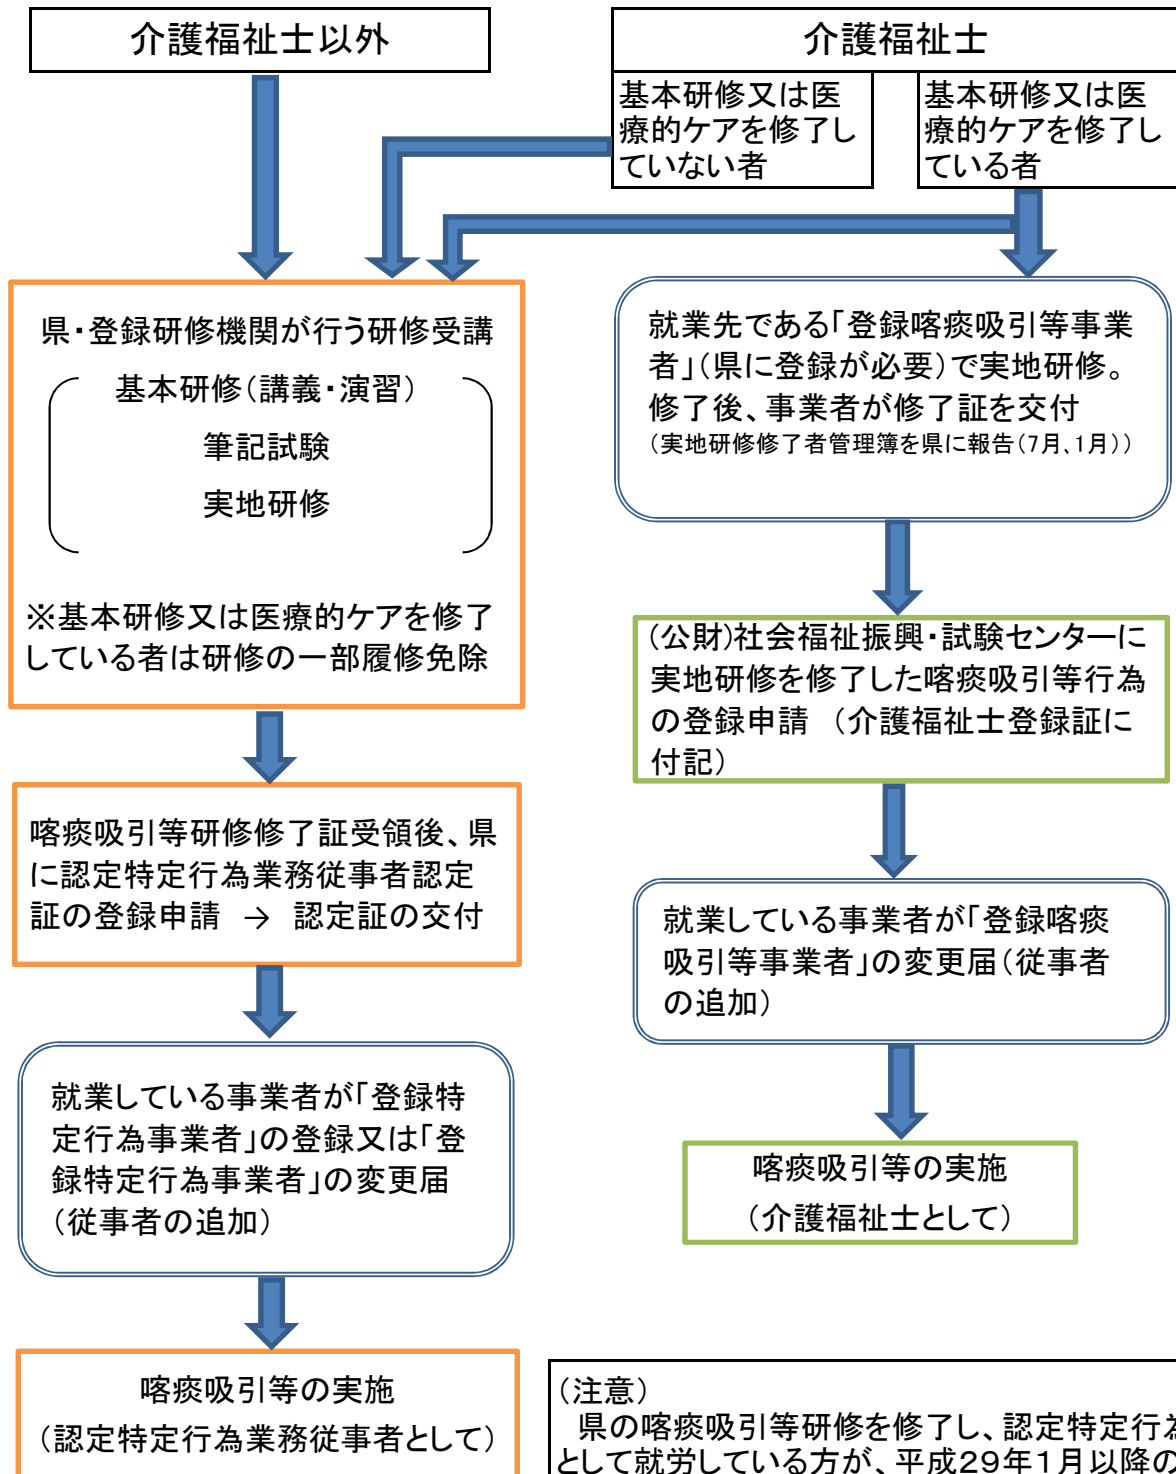 介護福祉士以外
介護福祉士
基本研修又は医
療的ケアを修了し
ていない者
基本研修又は医
療的ケアを修了し
ている者
県・登録研修機関が行う研修受講
基本研修（講義・演習）
筆記試験
実地研修
※基本研修又は医療的ケアを修了
している者は研修の一部履修免除
就業先である「登録喀痰吸引等事業
者」（県に登録が必要）で実地研修。
修了後、事業者が修了証を交付
（実地研修修了者管理簿を県に報告（7月、1月））
（公財）社会福祉振興・試験センターに
実地研修を修了した喀痰吸引等行為
の登録申請　（介護福祉士登録証に
付記）
喀痰吸引等研修修了証受領後、県
に認定特定行為業務従事者認定
証の登録申請　→　認定証の交付
就業している事業者が「登録喀痰
吸引等事業者」の変更届（従事者
の追加）
就業している事業者が「登録特
定行為事業者」の登録又は「登
録特定行為事業者」の変更届
（従事者の追加）
喀痰吸引等の実施
（介護福祉士として）
喀痰吸引等の実施
（認定特定行為業務従事者として）
（注意）
県の喀痰吸引等研修を修了し、認定特定行為
として就労している方が、平成29年1月以降の